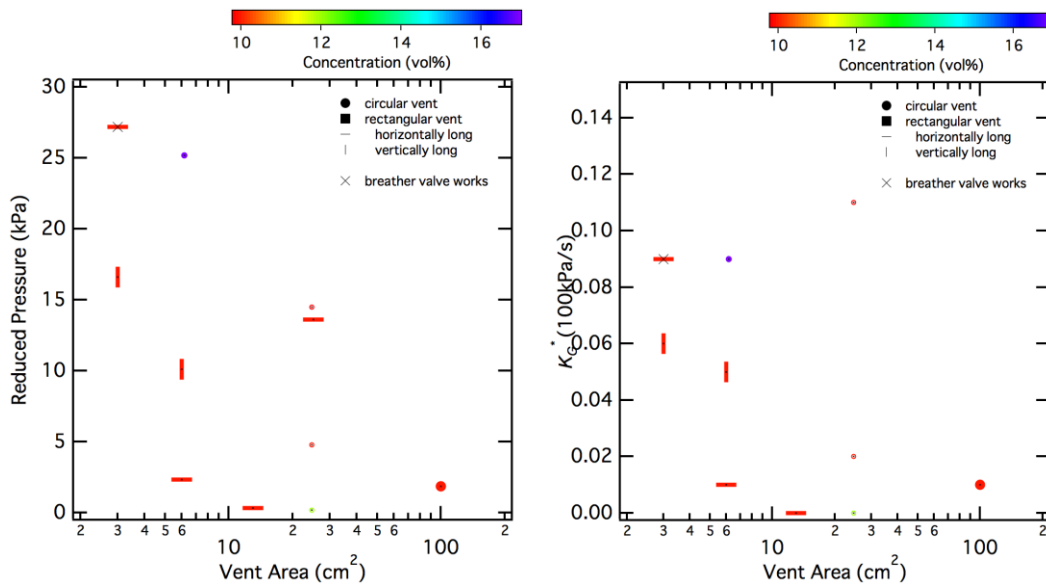 10 12 14 16
Concentration (vol%)
30
25
20
15
10
5
0
Reduced Pressure (kPa)
circular vent
rectangular vent
horizontally long
vertically long
breather valve works
2 3 4 5 6 10 2 3 4 5 6 100 2
Vent Area (cm²)
10 12 14 16
Concentration (vol%)
0.14
0.12
0.10
0.08
0.06
0.04
0.02
0.00
K_G^* (100kPa/s)
circular vent
rectangular vent
horizontally long
vertically long
breather valve works
2 3 4 5 6 10 2 3 4 5 6 100 2
Vent Area (cm²)